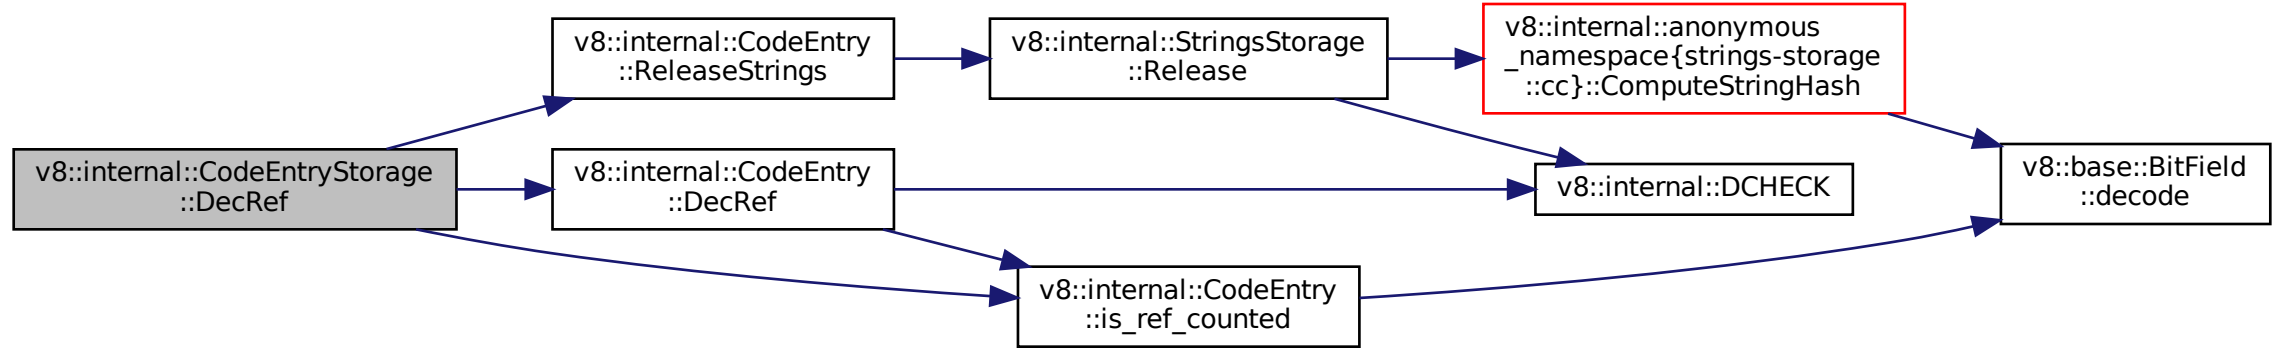 v8::internal::CodeEntryStorage
::DecRef
v8::internal::CodeEntry
::ReleaseStrings
v8::internal::CodeEntry
::DecRef
v8::internal::StringsStorage
::Release
v8::internal::CodeEntry
::is_ref_counted
v8::internal::anonymous
_namespace{strings-storage
::cc}::ComputeStringHash
v8::internal::DCHECK
v8::base::BitField
::decode